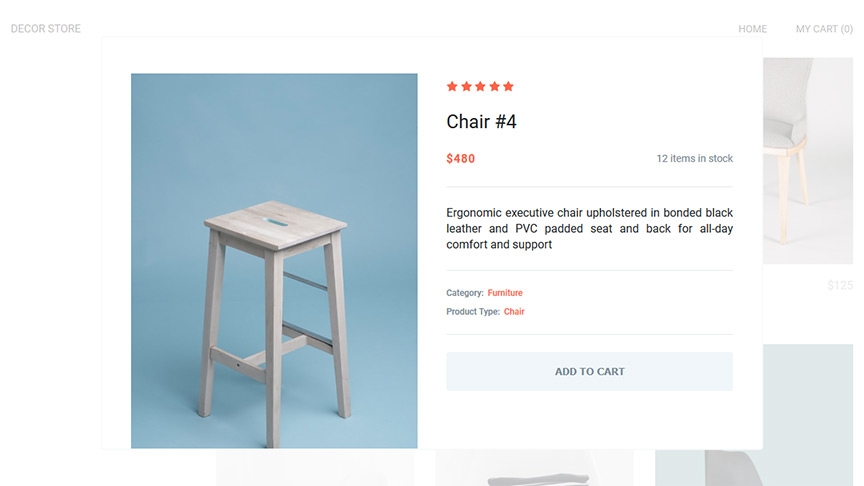 DECOR STORE
HOME
MY CART (0)
Chair #4
$480
12 items in stock
Ergonomic executive chair upholstered in bonded black
leather and PVC padded seat and back for all-day
comfort and support
Category: Furniture
Product Type: Chair
ADD TO CART
$125